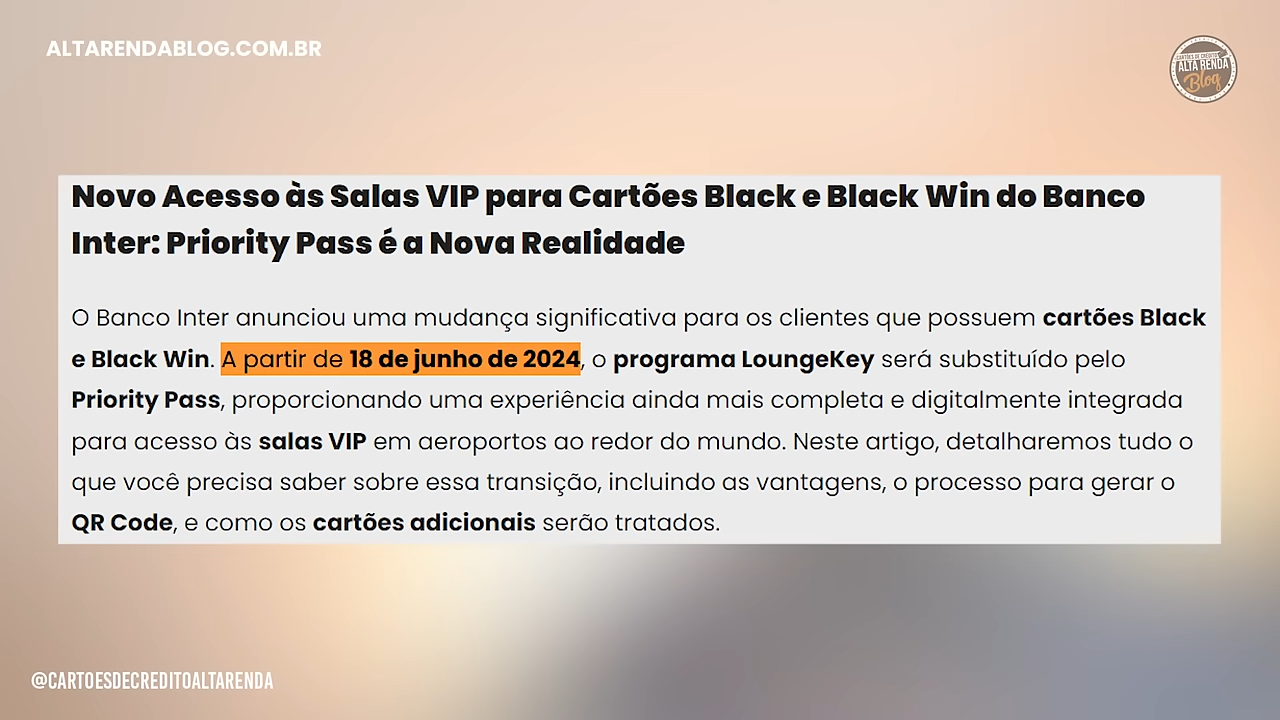 ALTARENDABLOG.COM.BR
CARTÕES DE CRÉDITO
ALTA RENDA
Blog
Novo Acesso às Salas VIP para Cartões Black e Black Win do Banco
Inter: Priority Pass é a Nova Realidade
O Banco Inter anunciou uma mudança significativa para os clientes que possuem cartões Black
e Black Win. A partir de 18 de junho de 2024, o programa LoungeKey será substituído pelo
Priority Pass, proporcionando uma experiência ainda mais completa e digitalmente integrada
para acesso às salas VIP em aeroportos ao redor do mundo. Neste artigo, detalharemos tudo o
que você precisa saber sobre essa transição, incluindo as vantagens, o processo para gerar o
QR Code, e como os cartões adicionais serão tratados.
@CARTOESDECREDITOALTARENDA